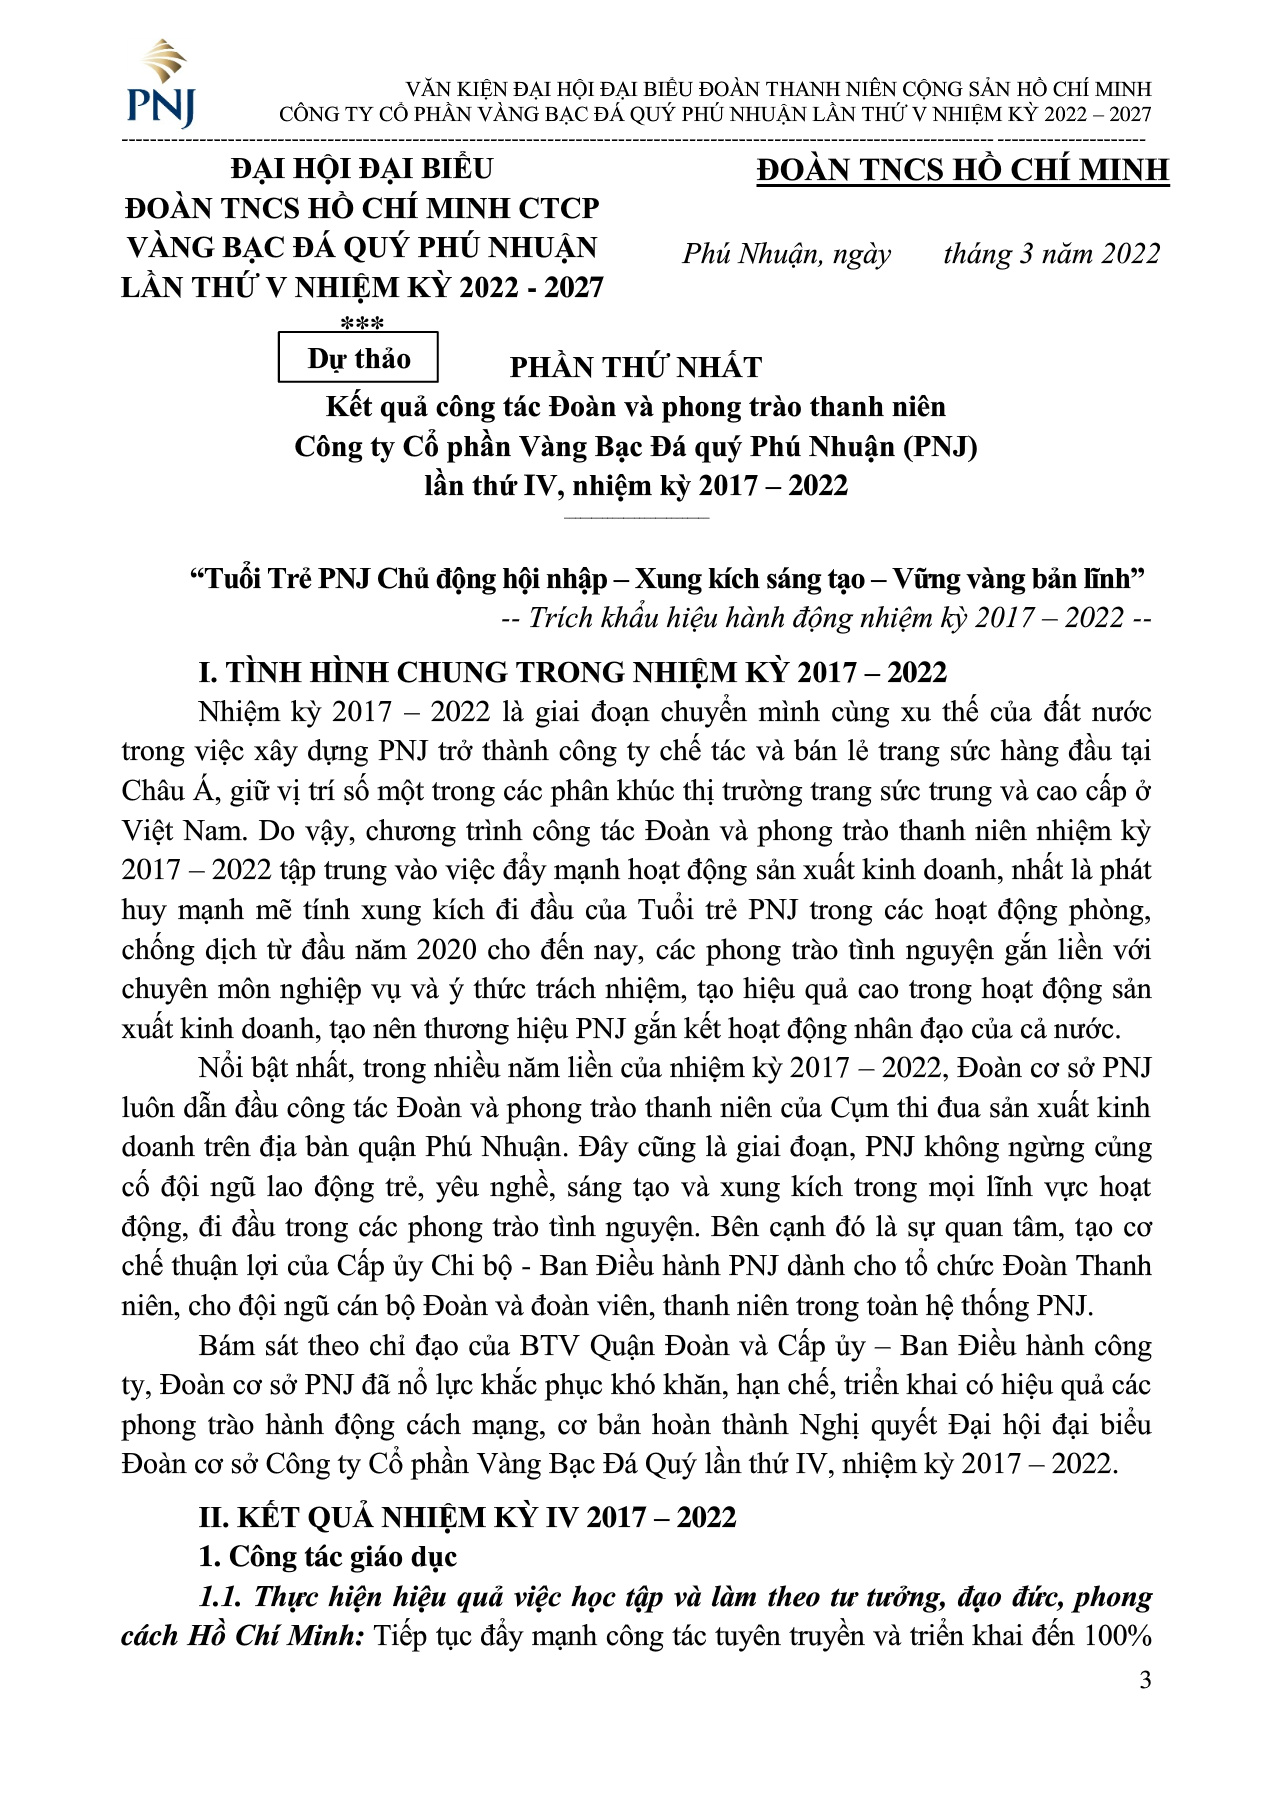 PNJ
VĂN KIỆN ĐẠI HỘI ĐẠI BIỂU ĐOÀN THANH NIÊN CỘNG SẢN HỒ CHÍ MINH
CÔNG TY CỔ PHẦN VÀNG BẠC ĐÁ QUÝ PHÚ NHUẬN LẦN THỨ V NHIỆM KỲ 2022 – 2027
ĐẠI HỘI ĐẠI BIỂU
ĐOÀN TNCS HỒ CHÍ MINH CTCP
VÀNG BẠC ĐÁ QUÝ PHÚ NHUẬN
LẦN THỨ V NHIỆM KỲ 2022 - 2027
***
ĐOÀN TNCS HỒ CHÍ MINH
Phú Nhuận, ngày tháng 3 năm 2022
Dự thảo
PHẦN THỨ NHẤT
Kết quả công tác Đoàn và phong trào thanh niên
Công ty Cổ phần Vàng Bạc Đá quý Phú Nhuận (PNJ)
lần thứ IV, nhiệm kỳ 2017 – 2022
“Tuổi Trẻ PNJ Chủ động hội nhập – Xung kích sáng tạo – Vững vàng bản lĩnh”
-- Trích khẩu hiệu hành động nhiệm kỳ 2017 – 2022 --
I. TÌNH HÌNH CHUNG TRONG NHIỆM KỲ 2017 – 2022
Nhiệm kỳ 2017 – 2022 là giai đoạn chuyển mình cùng xu thế của đất nước
trong việc xây dựng PNJ trở thành công ty chế tác và bán lẻ trang sức hàng đầu tại
Châu Á, giữ vị trí số một trong các phân khúc thị trường trang sức trung và cao cấp ở
Việt Nam. Do vậy, chương trình công tác Đoàn và phong trào thanh niên nhiệm kỳ
2017 – 2022 tập trung vào việc đẩy mạnh hoạt động sản xuất kinh doanh, nhất là phát
huy mạnh mẽ tính xung kích đi đầu của Tuổi trẻ PNJ trong các hoạt động phòng,
chống dịch từ đầu năm 2020 cho đến nay, các phong trào tình nguyện gắn liền với
chuyên môn nghiệp vụ và ý thức trách nhiệm, tạo hiệu quả cao trong hoạt động sản
xuất kinh doanh, tạo nên thương hiệu PNJ gắn kết hoạt động nhân đạo của cả nước.
Nổi bật nhất, trong nhiều năm liền của nhiệm kỳ 2017 – 2022, Đoàn cơ sở PNJ
luôn dẫn đầu công tác Đoàn và phong trào thanh niên của Cụm thi đua sản xuất kinh
doanh trên địa bàn quận Phú Nhuận. Đây cũng là giai đoạn, PNJ không ngừng củng
cố đội ngũ lao động trẻ, yêu nghề, sáng tạo và xung kích trong mọi lĩnh vực hoạt
động, đi đầu trong các phong trào tình nguyện. Bên cạnh đó là sự quan tâm, tạo cơ
chế thuận lợi của Cấp ủy Chi bộ - Ban Điều hành PNJ dành cho tổ chức Đoàn Thanh
niên, cho đội ngũ cán bộ Đoàn và đoàn viên, thanh niên trong toàn hệ thống PNJ.
Bám sát theo chỉ đạo của BTV Quận Đoàn và Cấp ủy – Ban Điều hành công
ty, Đoàn cơ sở PNJ đã nổ lực khắc phục khó khăn, hạn chế, triển khai có hiệu quả các
phong trào hành động cách mạng, cơ bản hoàn thành Nghị quyết Đại hội đại biểu
Đoàn cơ sở Công ty Cổ phần Vàng Bạc Đá Quý lần thứ IV, nhiệm kỳ 2017 – 2022.
II. KẾT QUẢ NHIỆM KỲ IV 2017 – 2022
1. Công tác giáo dục
1.1. Thực hiện hiệu quả việc học tập và làm theo tư tưởng, đạo đức, phong
cách Hồ Chí Minh: Tiếp tục đẩy mạnh công tác tuyên truyền và triển khai đến 100%
3